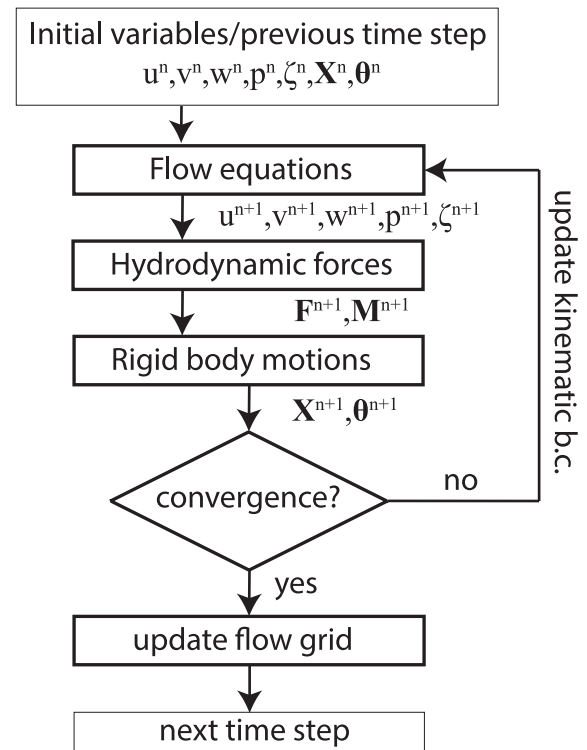 Initial variables/previous time step
uⁿ,vⁿ,wⁿ,pⁿ,ζⁿ,Xⁿ,θⁿ
Flow equations
uⁿ⁺¹,vⁿ⁺¹,wⁿ⁺¹,pⁿ⁺¹,ζⁿ⁺¹
Hydrodynamic forces
Fⁿ⁺¹,Mⁿ⁺¹
Rigid body motions
Xⁿ⁺¹,θⁿ⁺¹
convergence?
no
update kinematic b.c.
yes
update flow grid
next time step